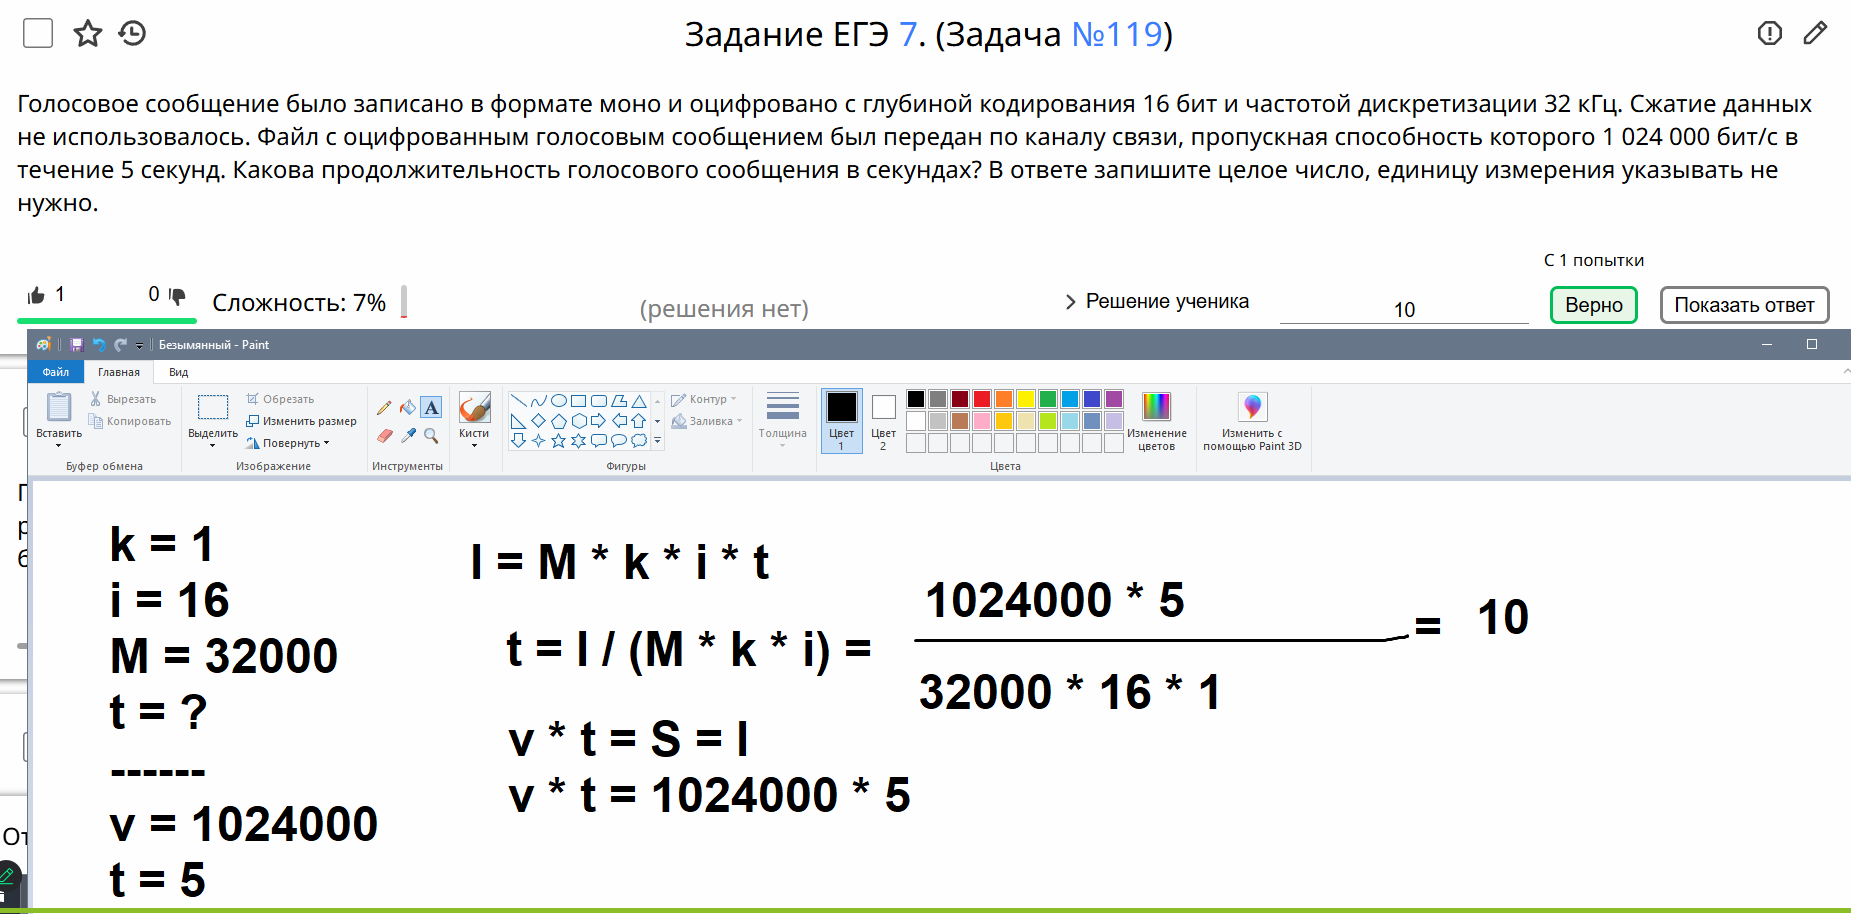 Задание ЕГЭ 7. (Задача №119)
Голосовое сообщение было записано в формате моно и оцифровано с глубиной кодирования 16 бит и частотой дискретизации 32 кГц. Сжатие данных
не использовалось. Файл с оцифрованным голосовым сообщением был передан по каналу связи, пропускная способность которого 1 024 000 бит/с в
течение 5 секунд. Какова продолжительность голосового сообщения в секундах? В ответе запишите целое число, единицу измерения указывать не
нужно.
С 1 попытки
1 0 Сложность: 7% (решения нет) Решение ученика 10 Верно Показать ответ
Безымянный - Paint
Файл Главная Вид
Вставить
Вырезать
Копировать
Буфер обмена
Выделить
Обрезать
Изменить размер
Повернуть
Изображение
A
Инструменты
Кисти
Контур
Заливка
Фигуры
Толщина
Цвет
1
Цвет
2
Цвета
Изменение
цветов
Изменить с
помощью Paint 3D
k = 1
i = 16
M = 32000
t = ?
------
v = 1024000
t = 5
I = M * k * i * t
t = I / (M * k * i) =
1024000 * 5
32000 * 16 * 1
= 10
v * t = S = I
v * t = 1024000 * 5